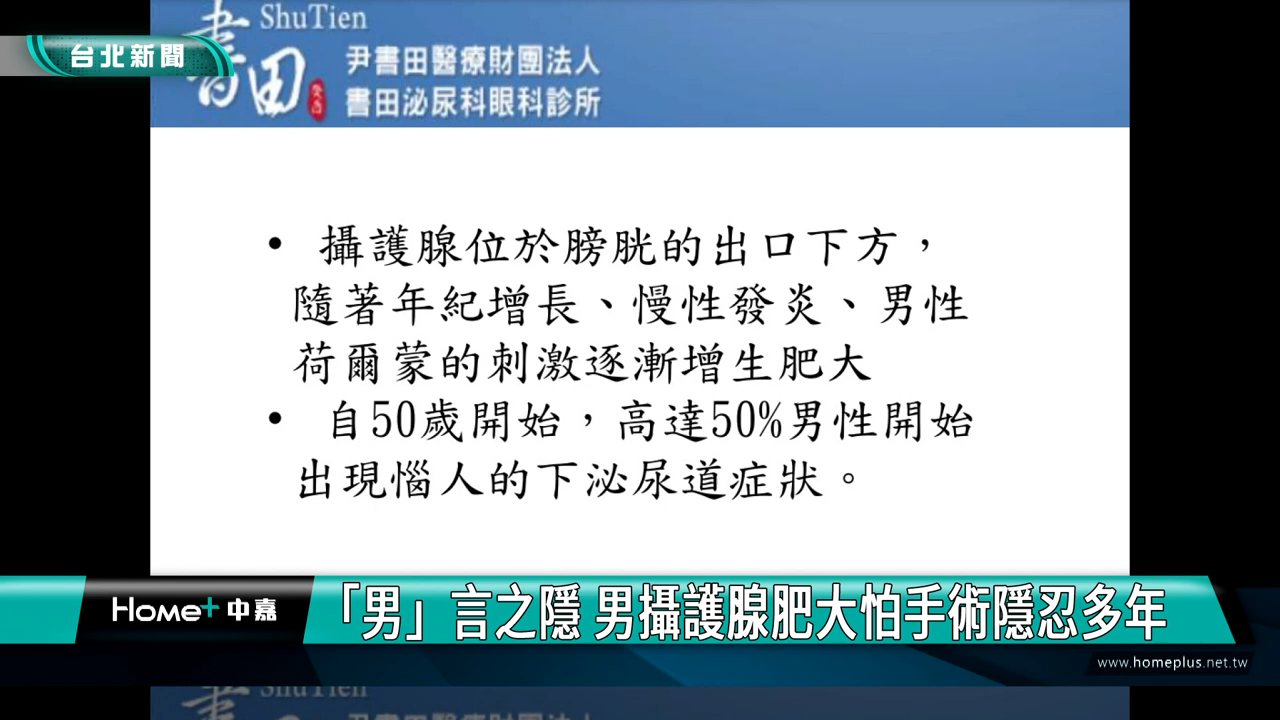 台北新聞
書田
ShuTien
尹書田醫療財團法人
書田泌尿科眼科診所
• 攝護腺位於膀胱的出口下方，
隨著年紀增長、慢性發炎、男性
荷爾蒙的刺激逐漸增生肥大
• 自50歲開始，高達50%男性開始
出現惱人的下泌尿道症狀。
Home+ 中嘉
「男」言之隱 男攝護腺肥大怕手術隱忍多年
www.homeplus.net.tw
ShuTien